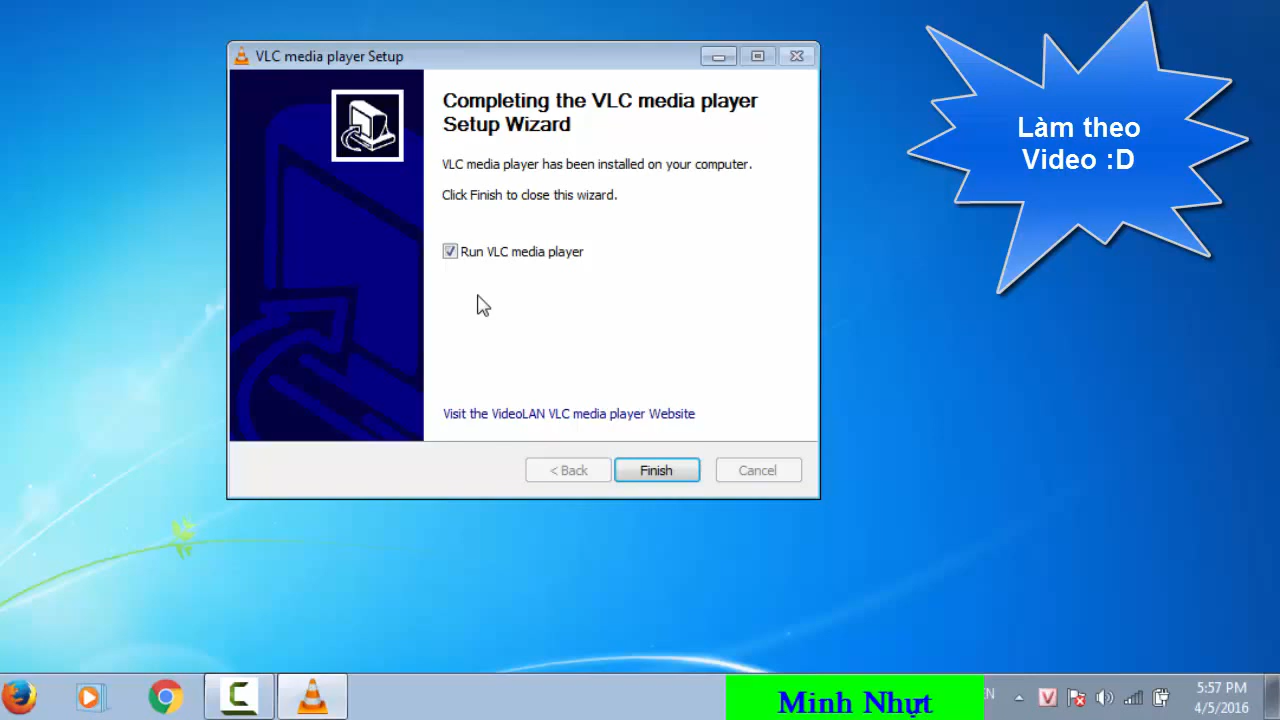 VLC media player Setup
Completing the VLC media player
Setup Wizard
VLC media player has been installed on your computer.
Click Finish to close this wizard.
Run VLC media player
Visit the VideoLAN VLC media player Website
< Back
Finish
Cancel
Làm theo
Video :D
Minh Nhựt
5:57 PM
4/5/2016